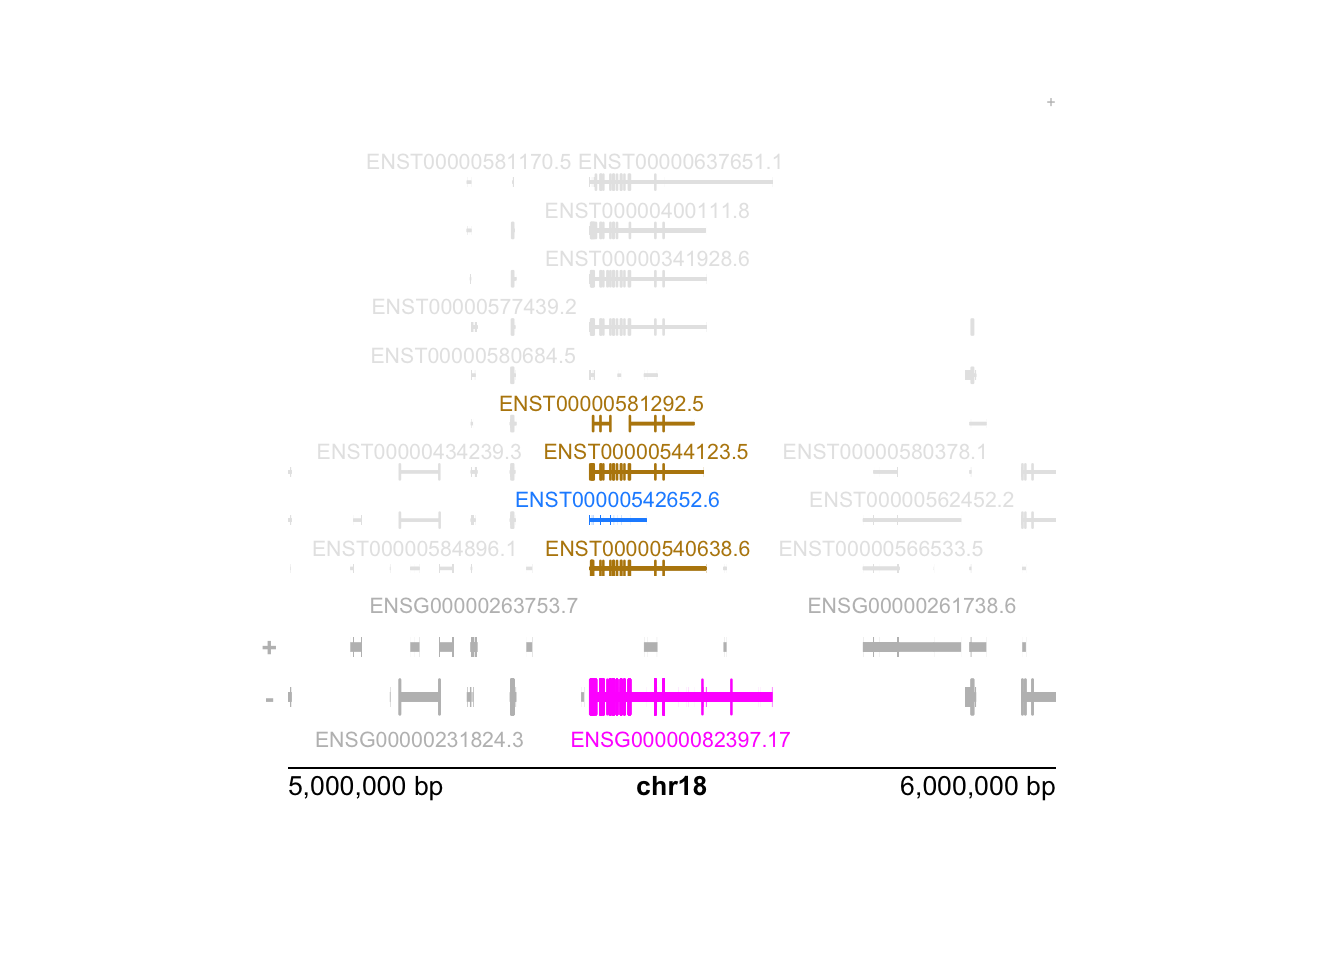 +
ENST00000581170.5 ENST00000637651.1
ENST00000400111.8
ENST00000341928.6
ENST00000577439.2
ENST00000580684.5
ENST00000581292.5
ENST00000434239.3 ENST00000544123.5 ENST00000580378.1
ENST00000542652.6 ENST00000562452.2
ENST00000584896.1 ENST00000540638.6 ENST00000566533.5
ENSG00000263753.7 ENSG00000261738.6
+
-
ENSG00000231824.3 ENSG00000082397.17
5,000,000 bp chr18 6,000,000 bp